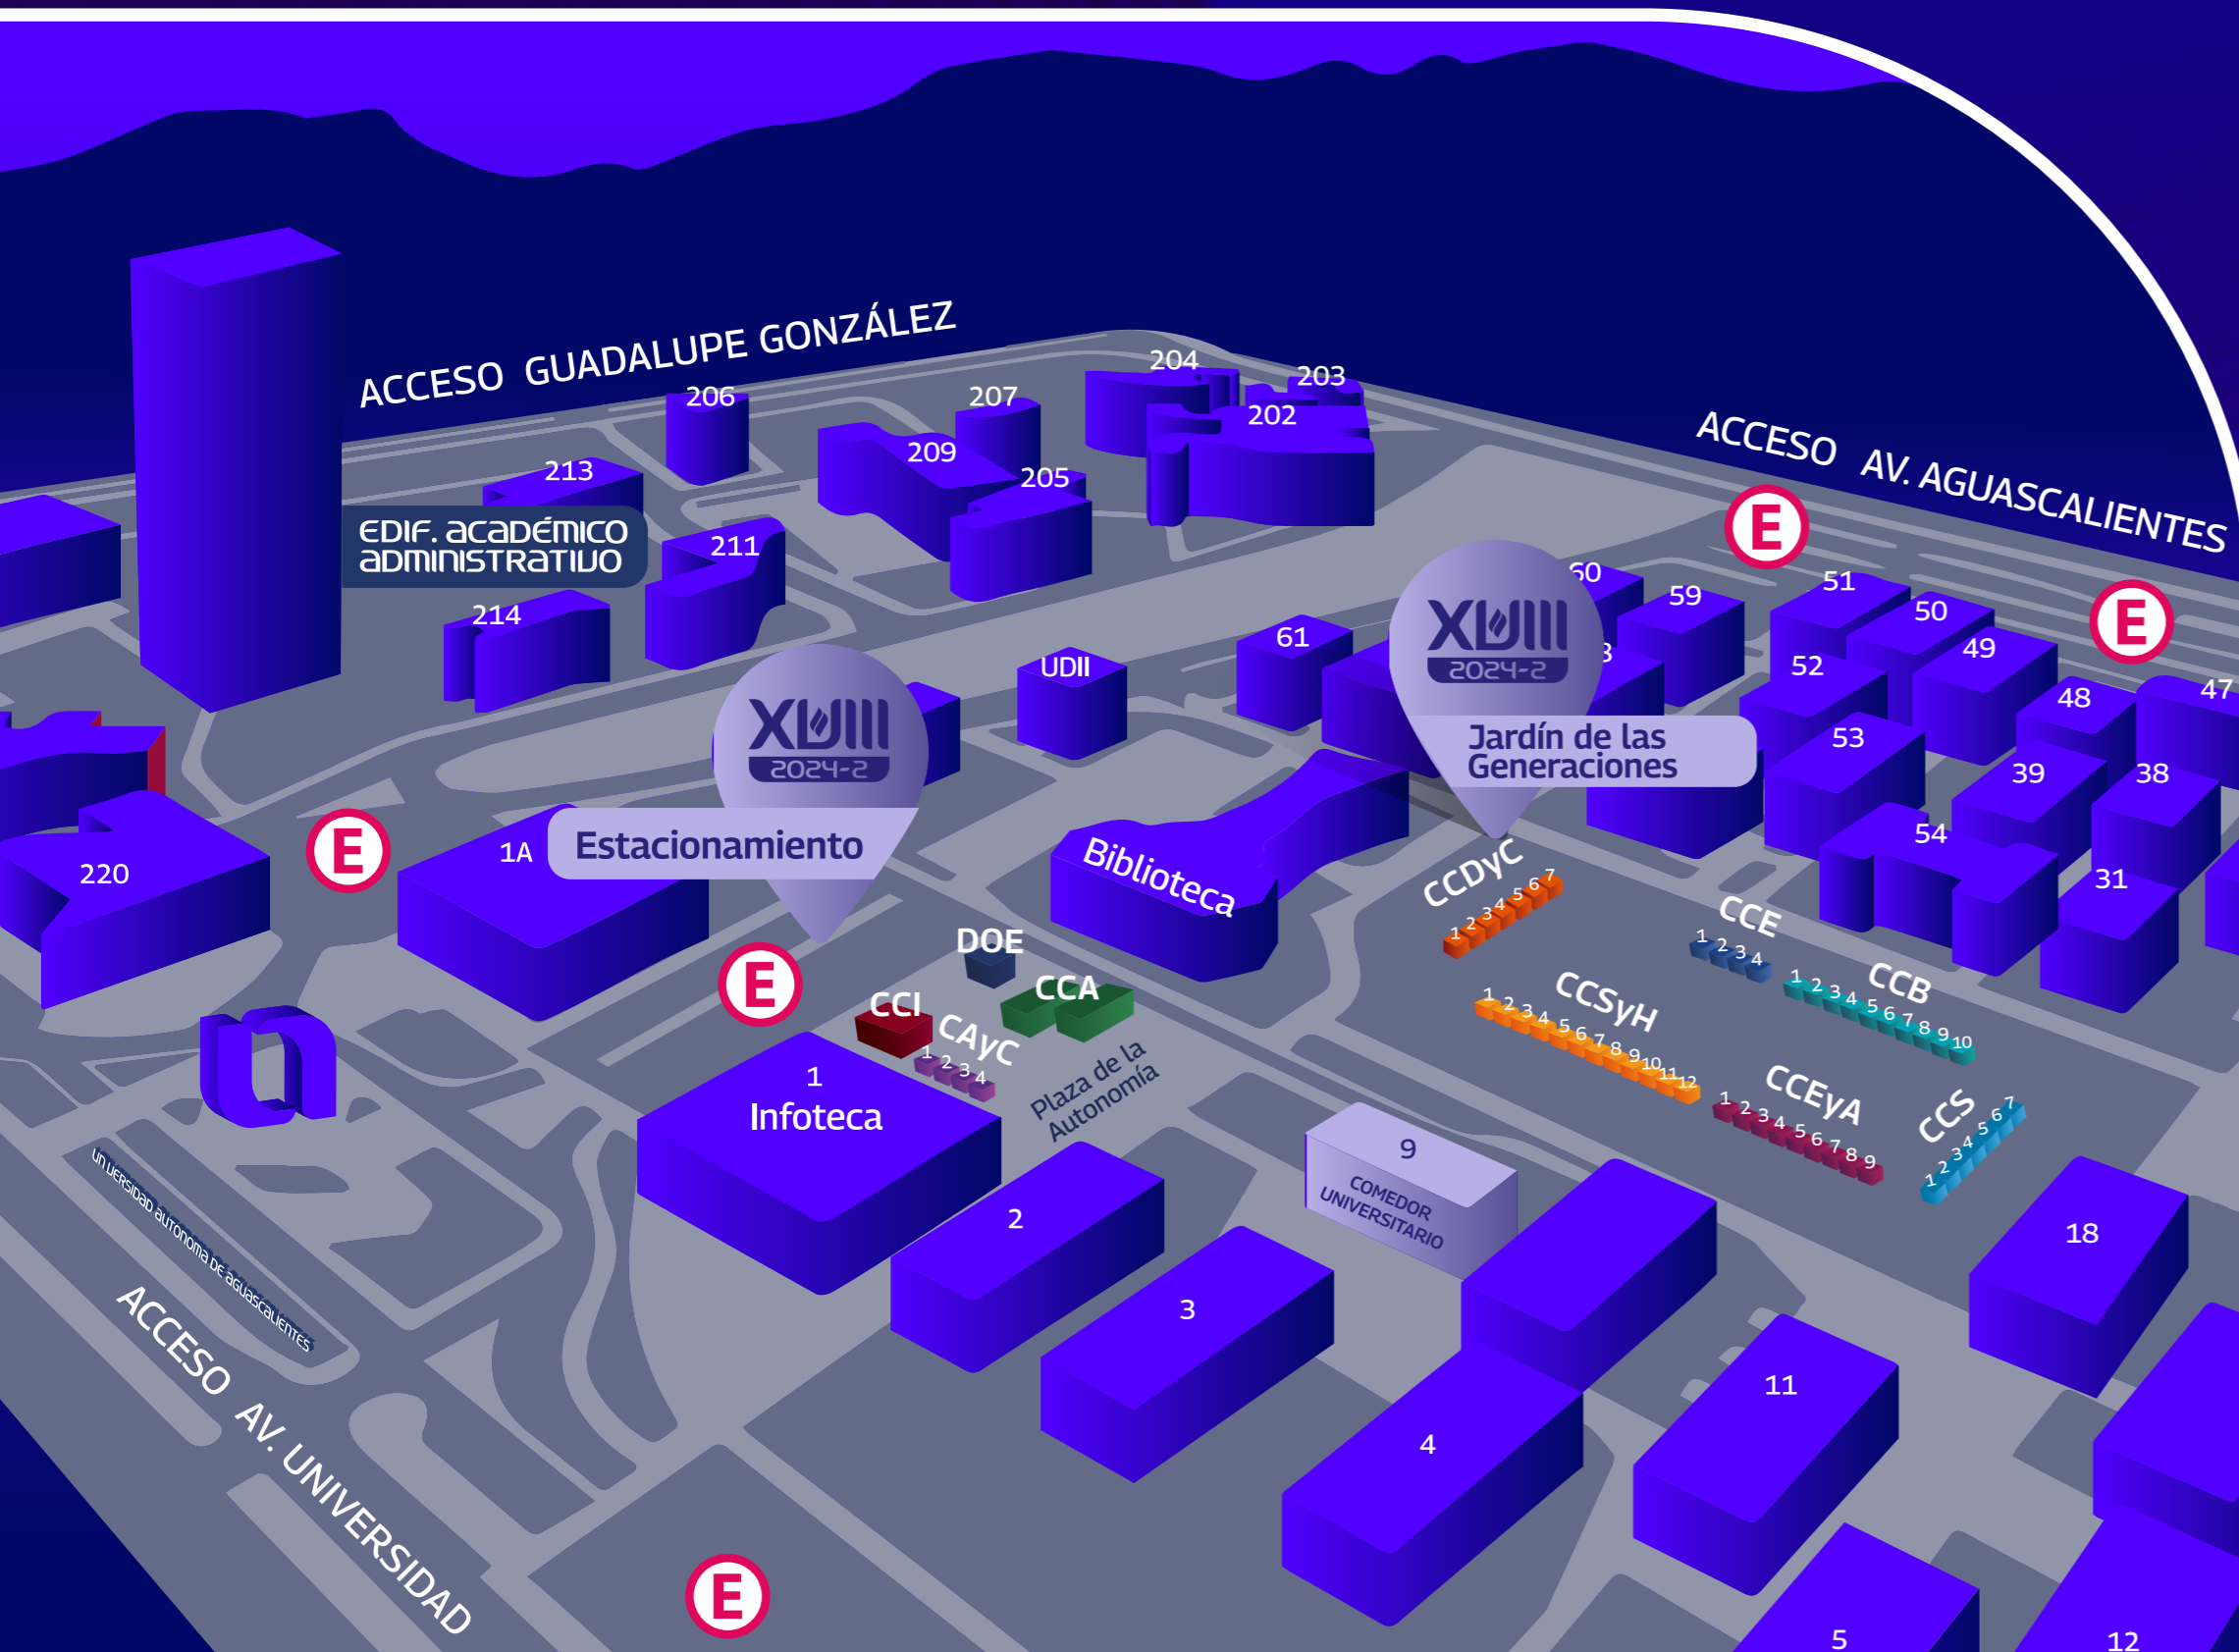 ACCESO GUADALUPE GONZÁLEZ
ACCESO AV. AGUASCALIENTES
204
203
202
206
207
209
205
213
EDIF. académico
administrativo
211
214
E
E
60
59
51
50
49
52
48
47
61
UDII
XLVIII
2024-2
Jardín de las
Generaciones
53
39
38
54
31
XLVIII
2024-2
Estacionamiento
1A
220
E
E
Biblioteca
CCDyC
1 2 3 4 5 6 7
CCE
1 2 3 4
CCB
1 2 3 4 5 6 7 8 9 10
DOE
CCA
CCI
CAyC
1 2 3 4
CCSyH
1 2 3 4 5 6 7 8 9 10 11 12
CCEyA
1 2 3 4 5 6 7 8 9
CCS
1 2 3 4 5 6 7
Plaza de la
Autonomía
1
Infoteca
9
COMEDOR
UNIVERSITARIO
2
3
4
18
11
5
12
universidad autónoma de aguascalientes
ACCESO AV. UNIVERSIDAD
E